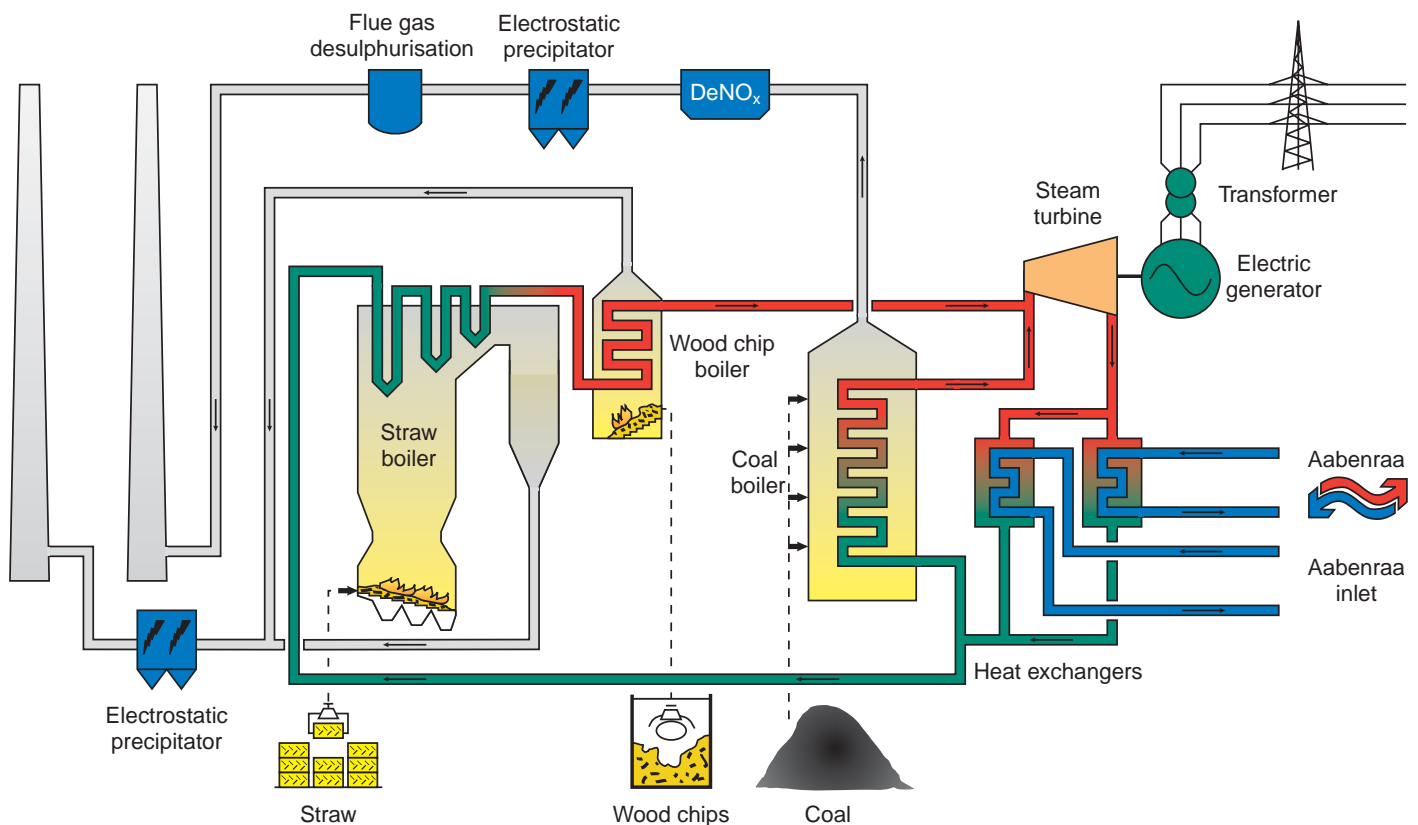 Flue gas
desulphurisation
Electrostatic
precipitator
DeNOₓ
Steam
turbine
Transformer
Electric
generator
Wood chip
boiler
Straw
boiler
Coal
boiler
Aabenraa
Aabenraa
inlet
Heat exchangers
Electrostatic
precipitator
Straw
Wood chips
Coal